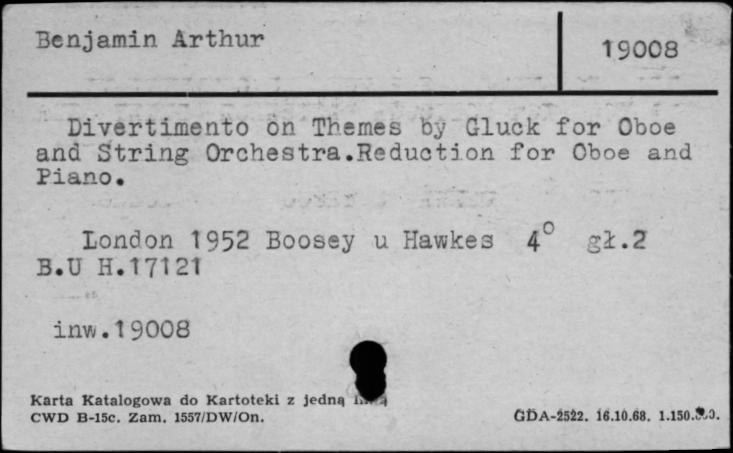 Benjamin Arthur
19008
Divertimento on Themes by Gluck for Oboe
and String Orchestra.Reduction for Oboe and
Piano.
London 1952 Boosey u Hawkes 4° gł.2
B.U H.17121
inw.19008
Karta Katalogowa do Kartoteki z jedną
CWD B-15c. Zam. 1557/DW/On.
GDA-2522. 16.10.68.